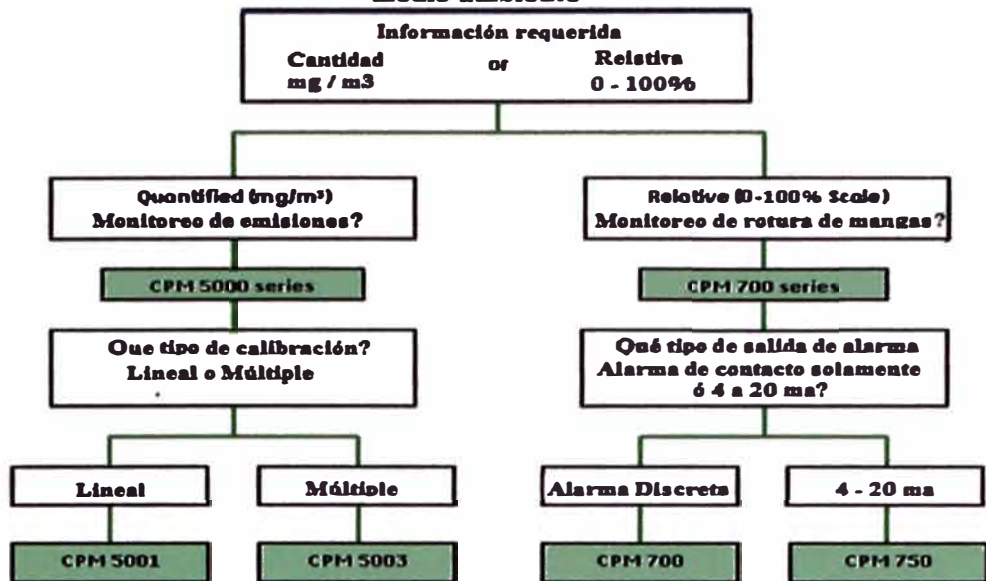 Información requerida
Cantidad or Relativa
mg / m3 0 - 100%
Quantified (mg/m³)
Monitoreo de emisiones?
Relative (0-100% Scale)
Monitoreo de rotura de mangas?
CPM 5000 series
CPM 700 series
Que tipo de calibración?
Lineal o Múltiple
Qué tipo de salida de alarma
Alarma de contacto solamente
ó 4 a 20 ma?
Lineal
Múltiple
Alarma Discreta
4 - 20 ma
CPM 5001
CPM 5003
CPM 700
CPM 750